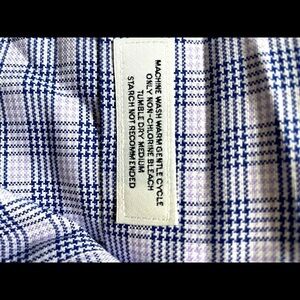 MACHINE WASH WARM GENTLE CYCLE
ONLY NON-CHLORINE BLEACH
TUMBLE DRY MEDIUM
STARCH NOT RECOMMENDED